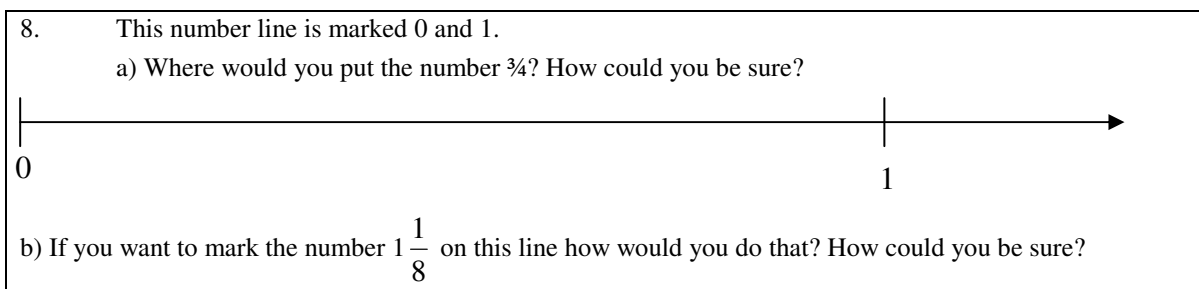 8. This number line is marked 0 and 1.
a) Where would you put the number ¾? How could you be sure?
0
1
b) If you want to mark the number 1 1/8 on this line how would you do that? How could you be sure?